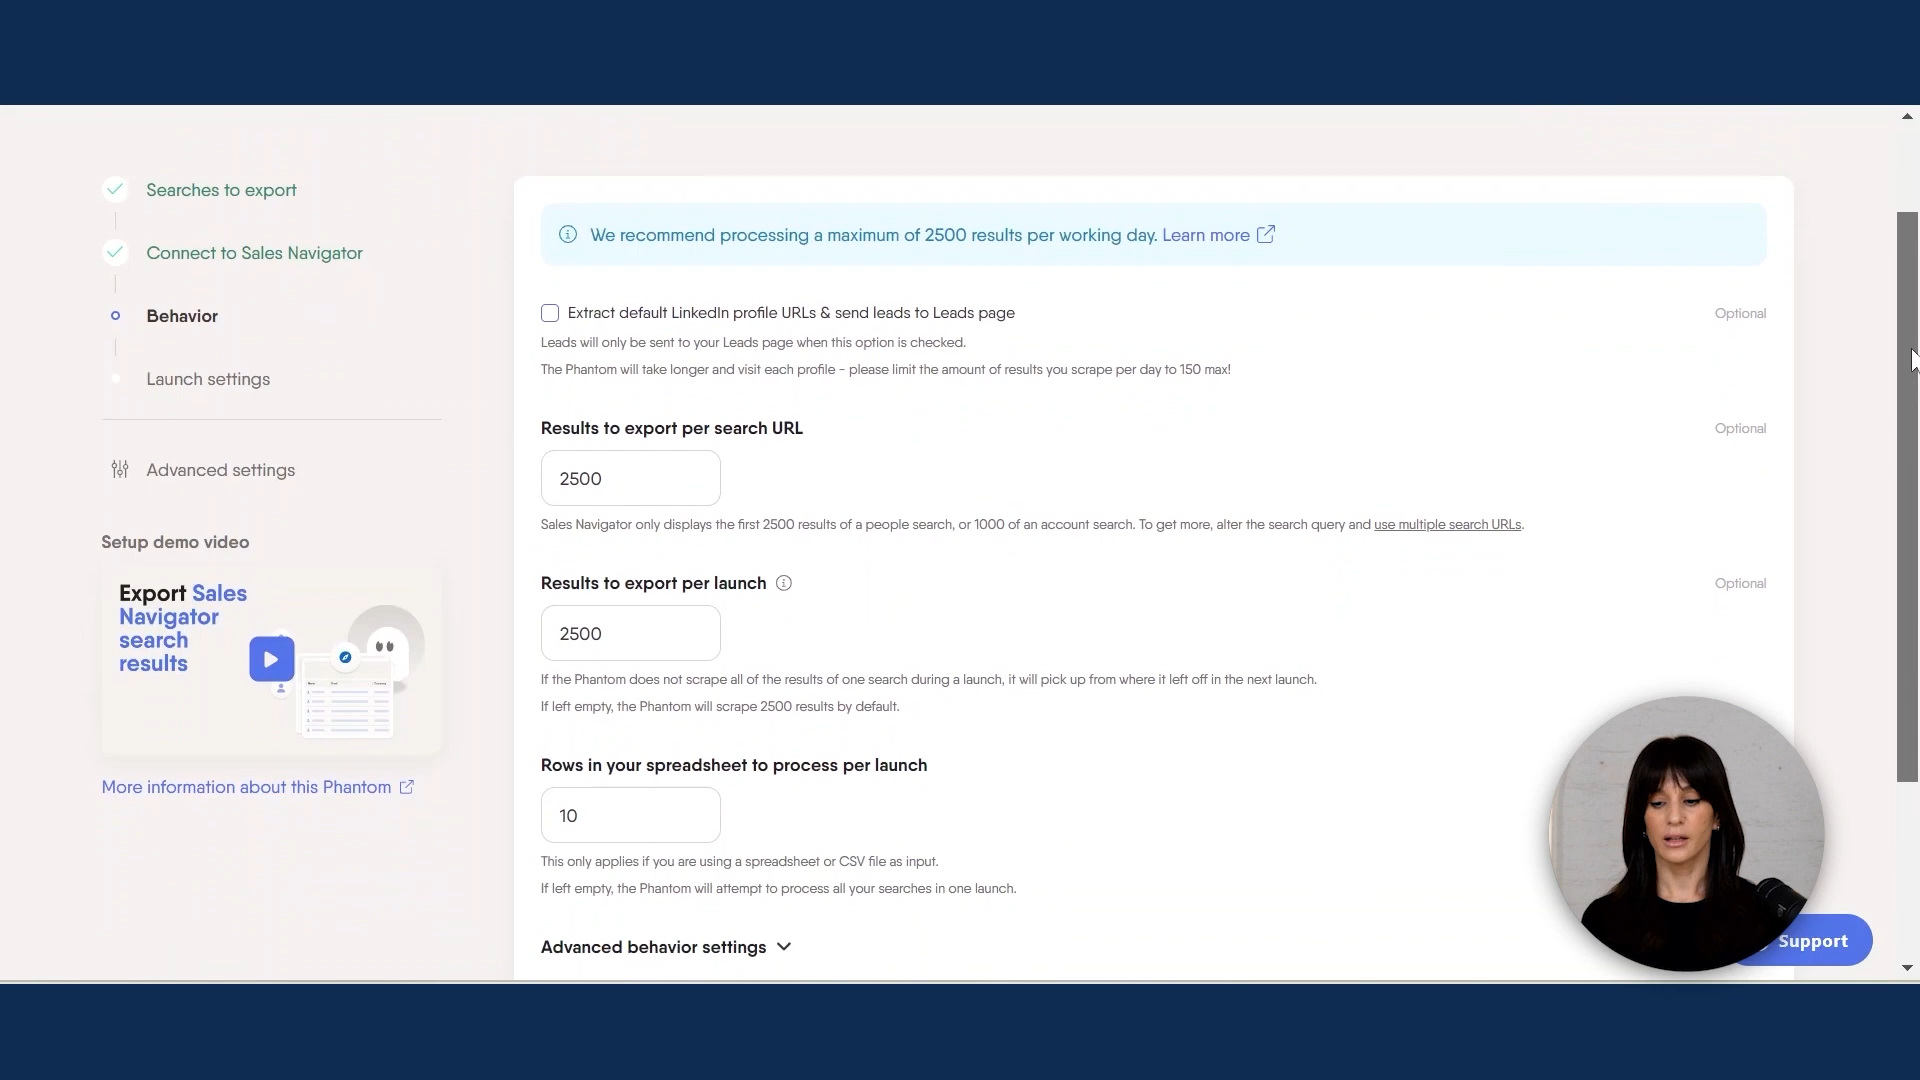 Searches to export
Connect to Sales Navigator
Behavior
Launch settings
Advanced settings
Setup demo video
Export Sales
Navigator
search
results
More information about this Phantom
We recommend processing a maximum of 2500 results per working day. Learn more
Extract default LinkedIn profile URLs & send leads to Leads page
Optional
Leads will only be sent to your Leads page when this option is checked.
The Phantom will take longer and visit each profile - please limit the amount of results you scrape per day to 150 max!
Results to export per search URL
Optional
2500
Sales Navigator only displays the first 2500 results of a people search, or 1000 of an account search. To get more, alter the search query and use multiple search URLs.
Results to export per launch
Optional
2500
If the Phantom does not scrape all of the results of one search during a launch, it will pick up from where it left off in the next launch.
If left empty, the Phantom will scrape 2500 results by default.
Rows in your spreadsheet to process per launch
10
This only applies if you are using a spreadsheet or CSV file as input.
If left empty, the Phantom will attempt to process all your searches in one launch.
Advanced behavior settings
Support